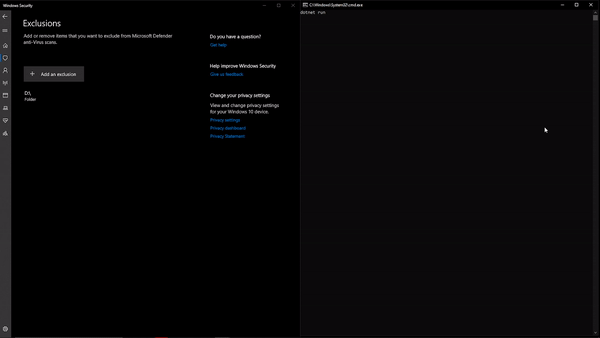 Windows Security
Exclusions
Add or remove items that you want to exclude from Microsoft Defender
anti-Virus scans.
Add an exclusion
D:\
Folder
Do you have a question?
Get help
Help improve Windows Security
Give us feedback
Change your privacy settings
View and change privacy settings
for your Windows 10 device.
Privacy settings
Privacy dashboard
Privacy Statement
C:\Windows\System32\cmd.exe
dotnet run